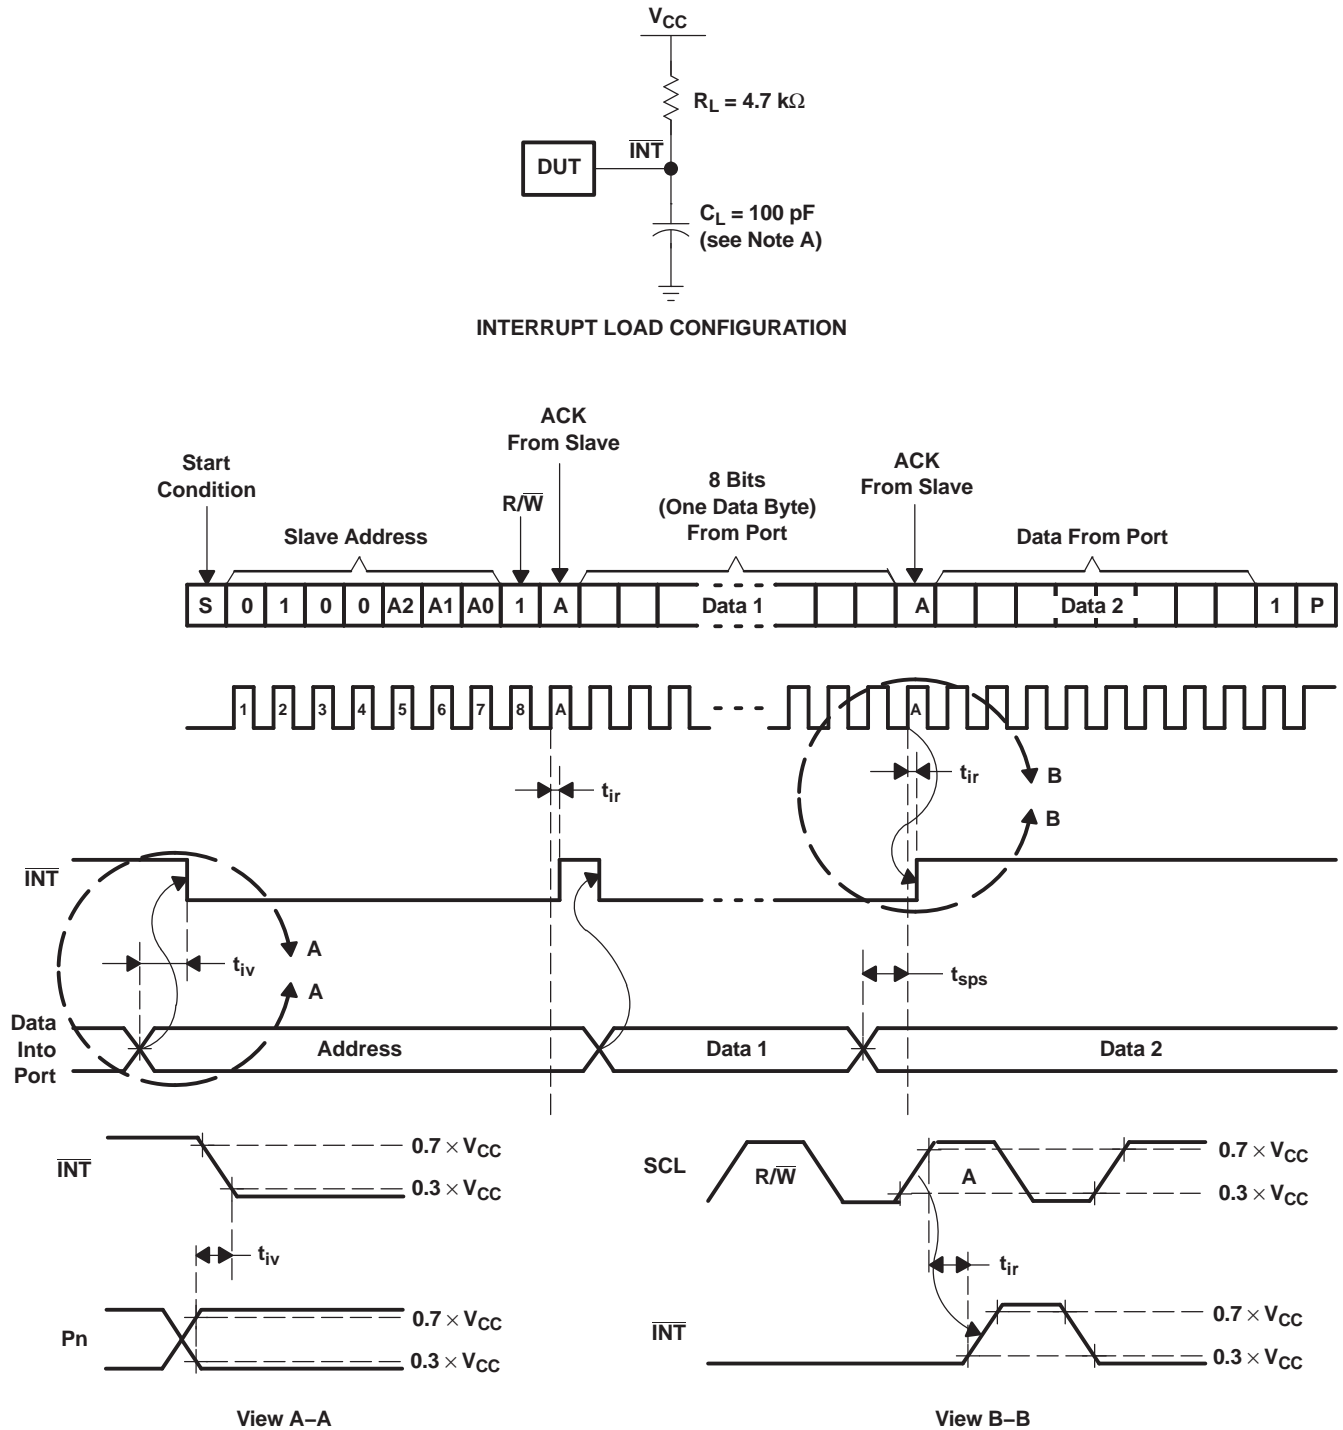 VCC
RL = 4.7 kΩ
INT
DUT
CL = 100 pF
(see Note A)
INTERRUPT LOAD CONFIGURATION
ACK
From Slave
Start
Condition
R/W
8 Bits
(One Data Byte)
From Port
ACK
From Slave
Slave Address
Data From Port
S 0 1 0 0 A2 A1 A0 1 A Data 1 A Data 2 1 P
1 2 3 4 5 6 7 8 A A
tir
tir
B
B
INT
A
tiv
A
tsps
Data
Into
Port
Address
Data 1
Data 2
INT
0.7 × VCC
0.3 × VCC
tiv
Pn
0.7 × VCC
0.3 × VCC
View A–A
SCL
R/W
A
0.7 × VCC
0.3 × VCC
tir
INT
0.7 × VCC
0.3 × VCC
View B–B